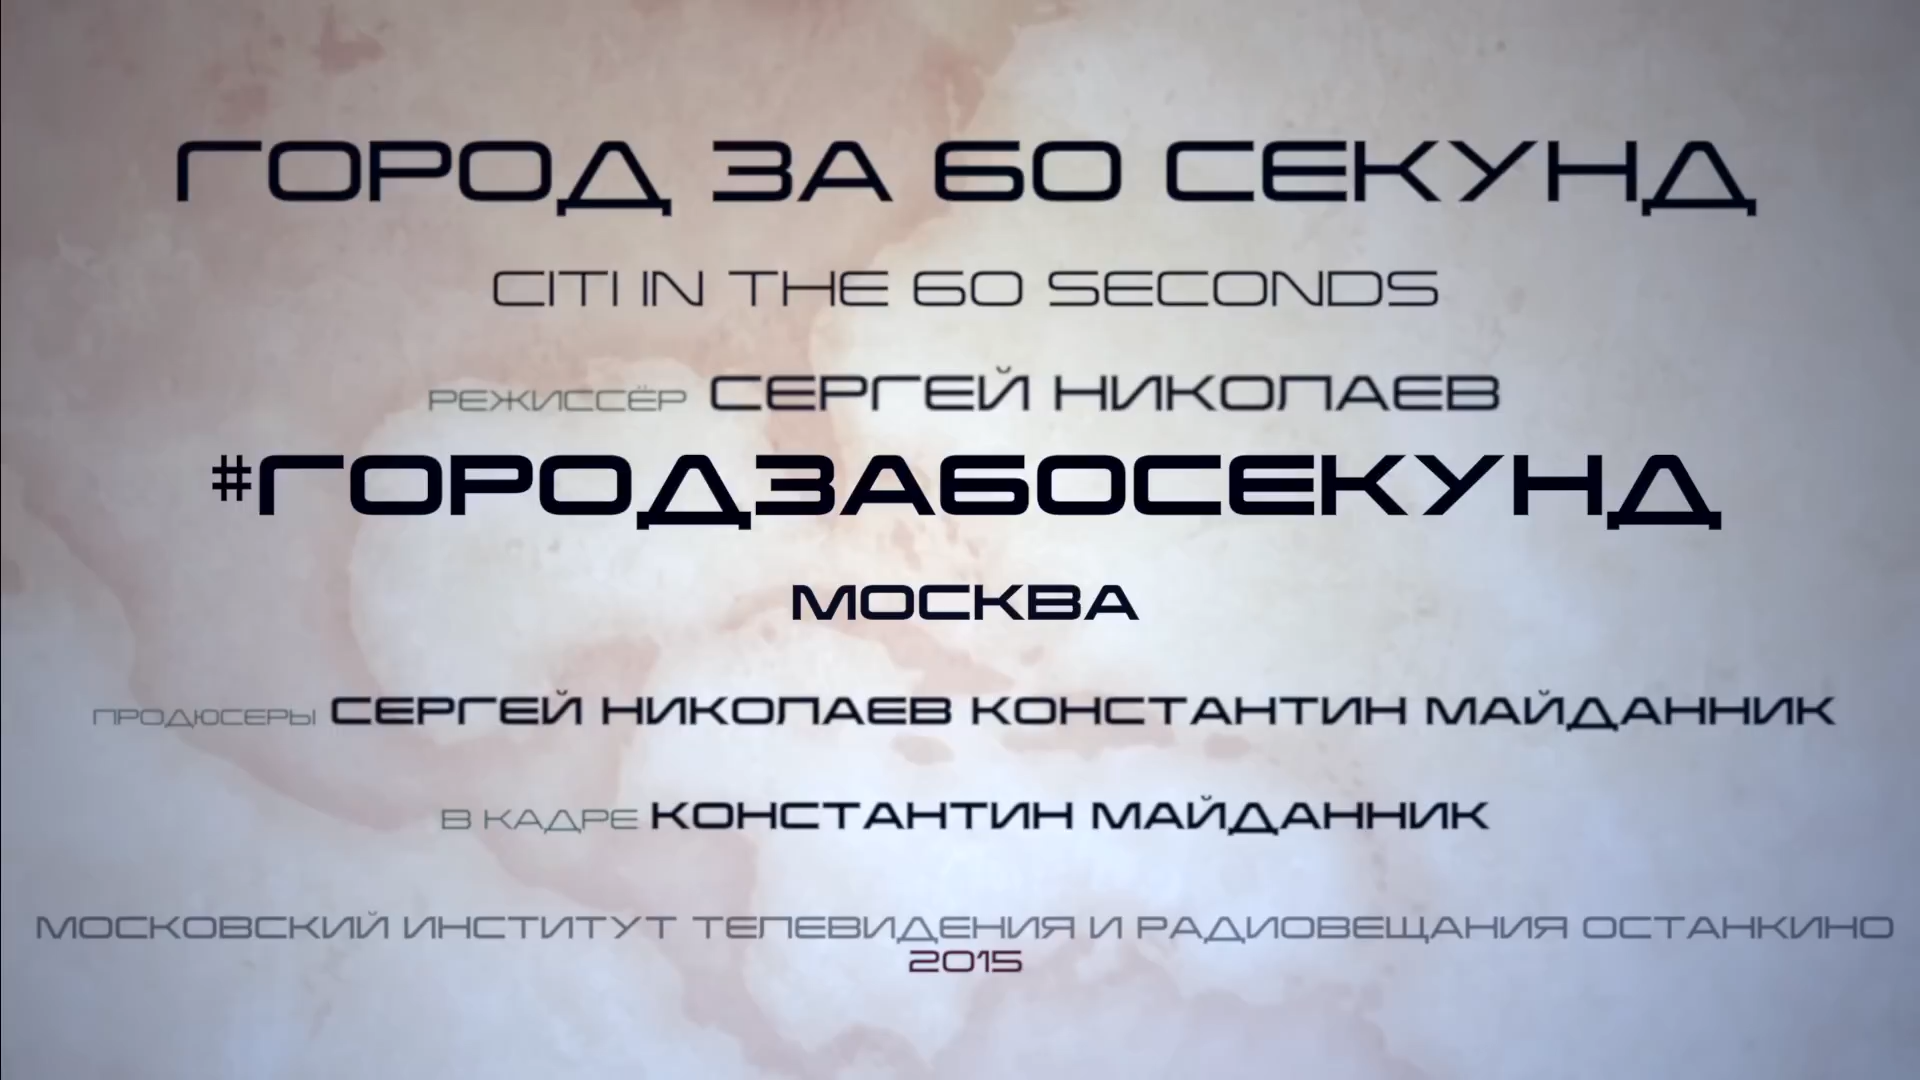 ГОРОД ЗА 60 СЕКУНД
CITI IN THE 60 SECONDS
РЕЖИССЁР СЕРГЕЙ НИКОЛАЕВ
#ГОРОДЗА60СЕКУНД
МОСКВА
ПРОДЮСЕРЫ СЕРГЕЙ НИКОЛАЕВ КОНСТАНТИН МАЙДАННИК
В КАДРЕ КОНСТАНТИН МАЙДАННИК
МОСКОВСКИЙ ИНСТИТУТ ТЕЛЕВИДЕНИЯ И РАДИОВЕЩАНИЯ ОСТАНКИНО
2015